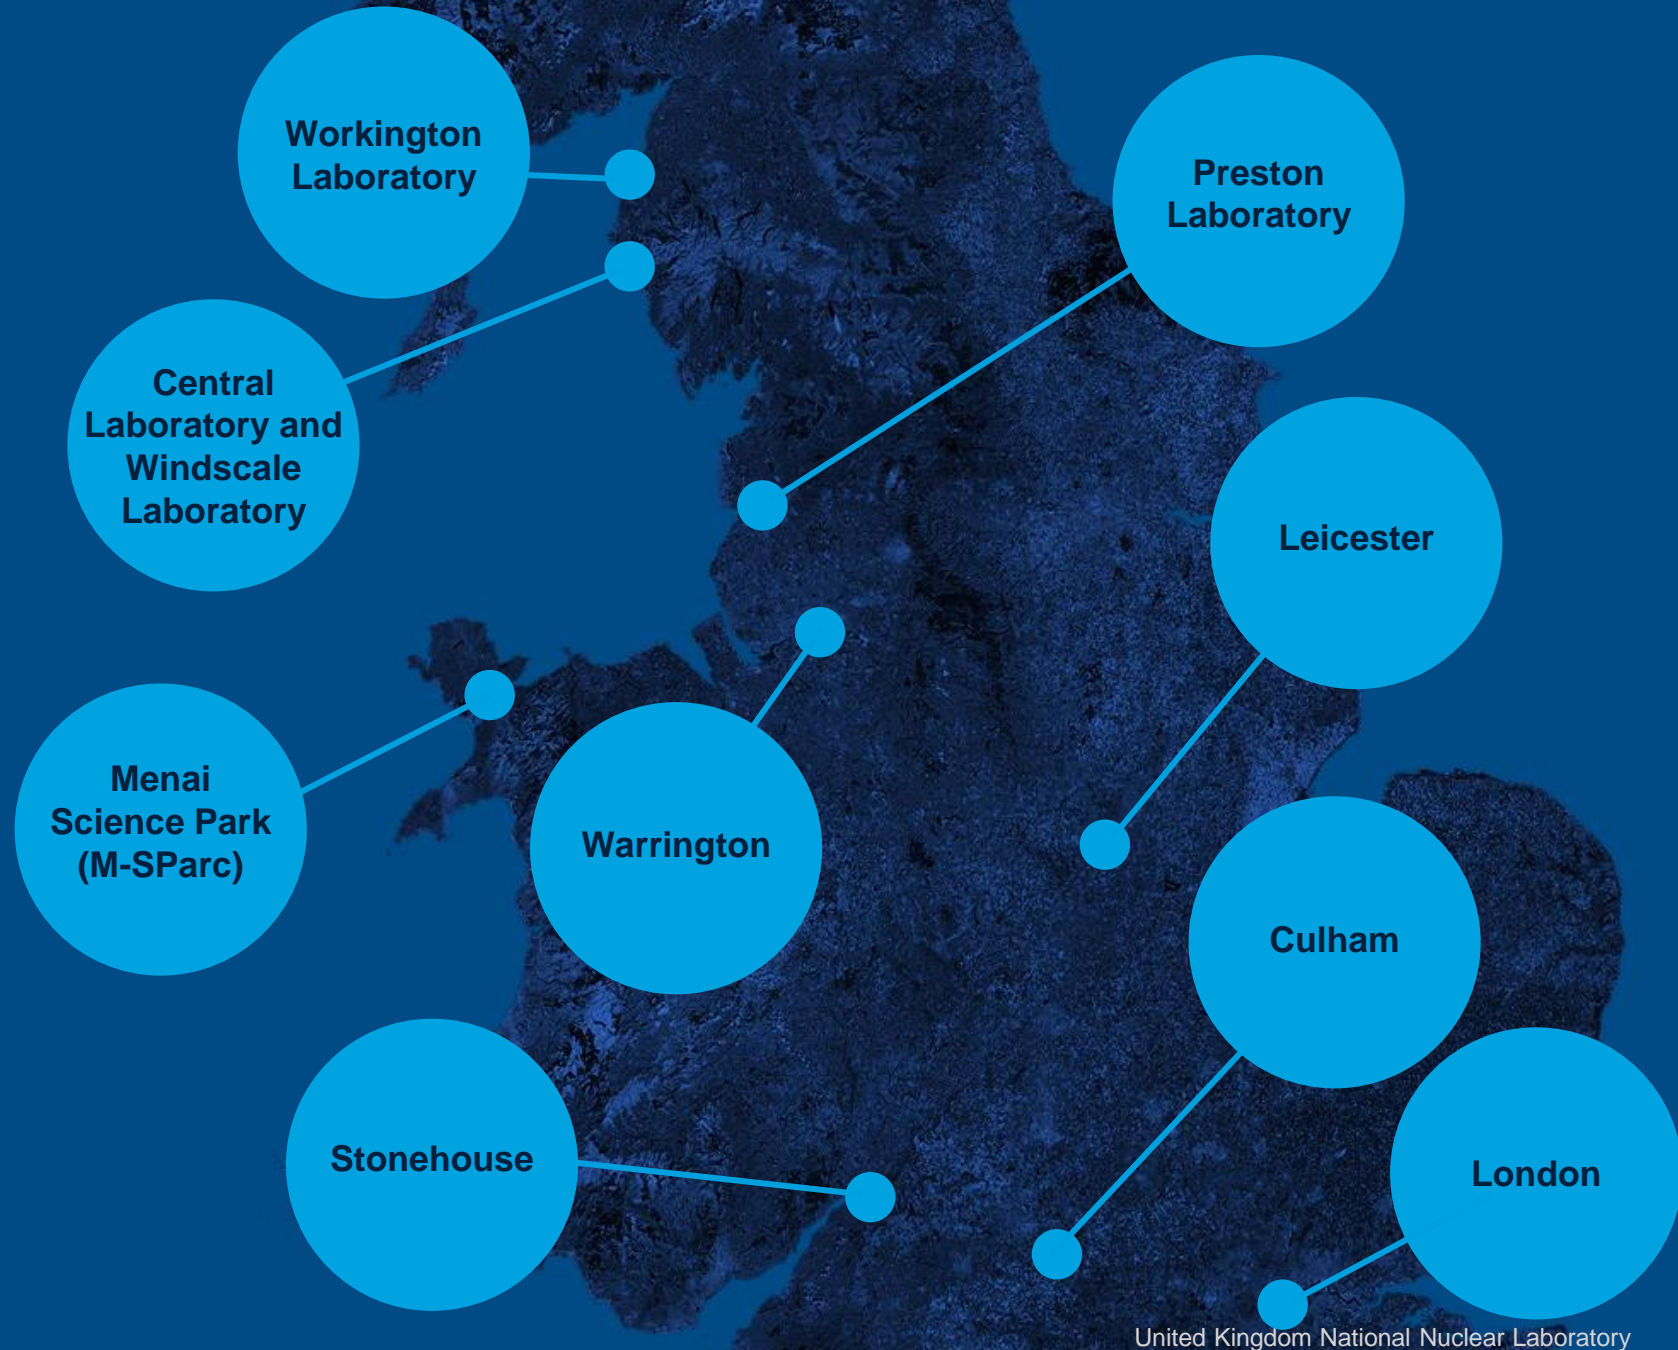 Workington
Laboratory
Preston
Laboratory
Central
Laboratory and
Windscale
Laboratory
Leicester
Menai
Science Park
(M-SParc)
Warrington
Culham
Stonehouse
London
United Kingdom National Nuclear Laboratory